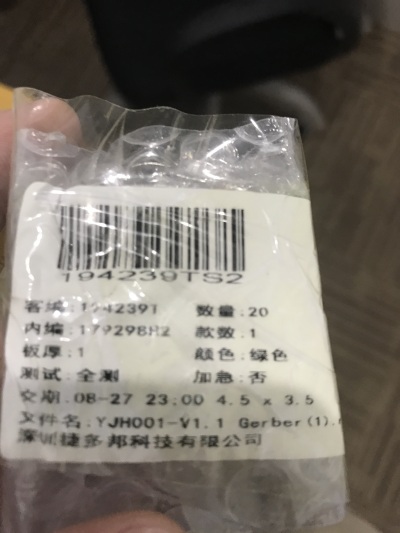 194239TS2
客编:194239T 数量:20
内编:179298H2 款数:1
板厚:1 颜色:绿色
测试:全测 加急:否
交期:08-27 23:00 4.5 x 3.5
文件名:YJH001-V1.1 Gerber(1).
深圳捷多邦科技有限公司